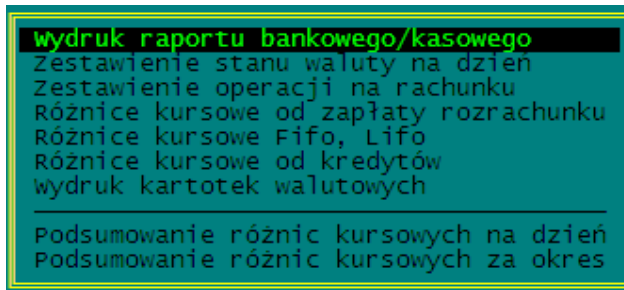 Wydruk raportu bankowego/kasowego
Zestawienie stanu waluty na dzień
Zestawienie operacji na rachunku
Różnice kursowe od zapłaty rozrachunku
Różnice kursowe Fifo, Lifo
Różnice kursowe od kredytów
Wydruk kartotek walutowych
Podsumowanie różnic kursowych na dzień
Podsumowanie różnic kursowych za okres